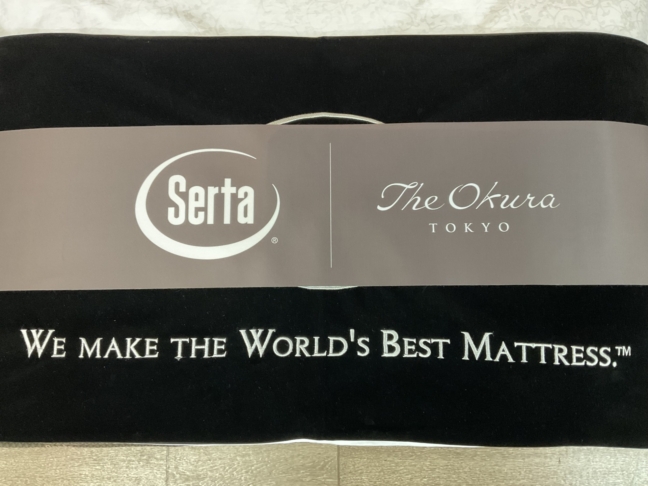 Serta®
The Okura
TOKYO
We make the World's Best Mattress.™